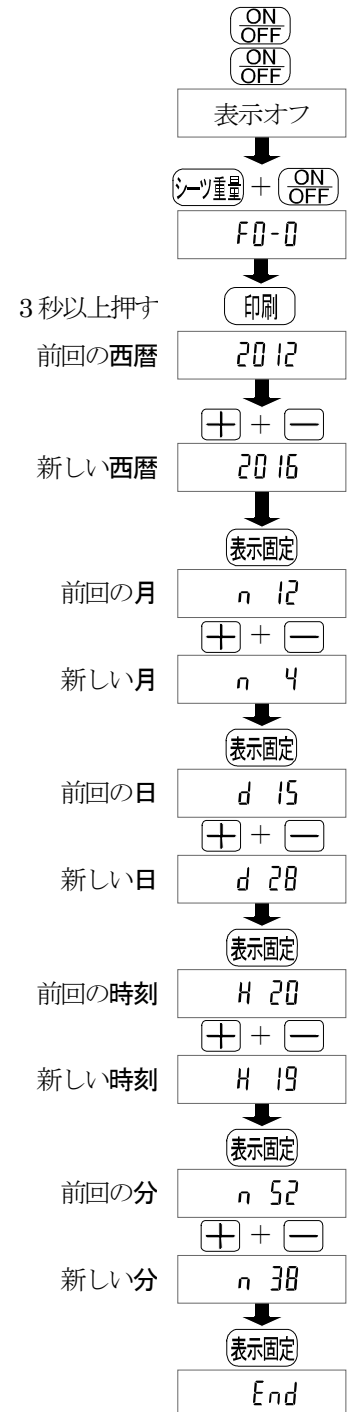 ON
OFF
ON
OFF
表示オフ
シーツ重量 + ON
OFF
F0-0
3秒以上押す 印刷
前回の西暦 2012
+ + −
新しい西暦 2016
表示固定
前回の月 n 12
+ + −
新しい月 n 4
表示固定
前回の日 d 15
+ + −
新しい日 d 28
表示固定
前回の時刻 H 20
+ + −
新しい時刻 H 19
表示固定
前回の分 n 52
+ + −
新しい分 n 38
表示固定
End